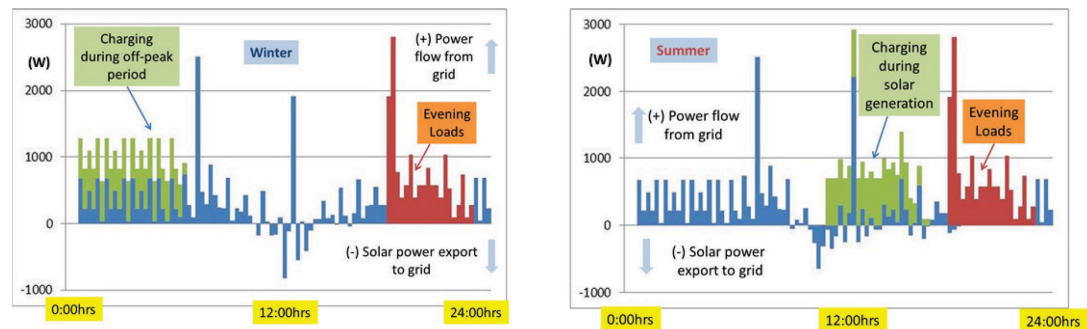 3000
(W)
2000
1000
0
-1000
Charging
during off-peak
period
Winter
(+) Power
flow from
grid
Evening
Loads
(-) Solar power export
to grid
0:00hrs
12:00hrs
24:00hrs
3000
(W)
2000
1000
0
-1000
Summer
Charging
during
solar
generation
(+) Power flow
from grid
Evening
Loads
(-) Solar power
export to grid
0:00hrs
12:00hrs
24:00hrs